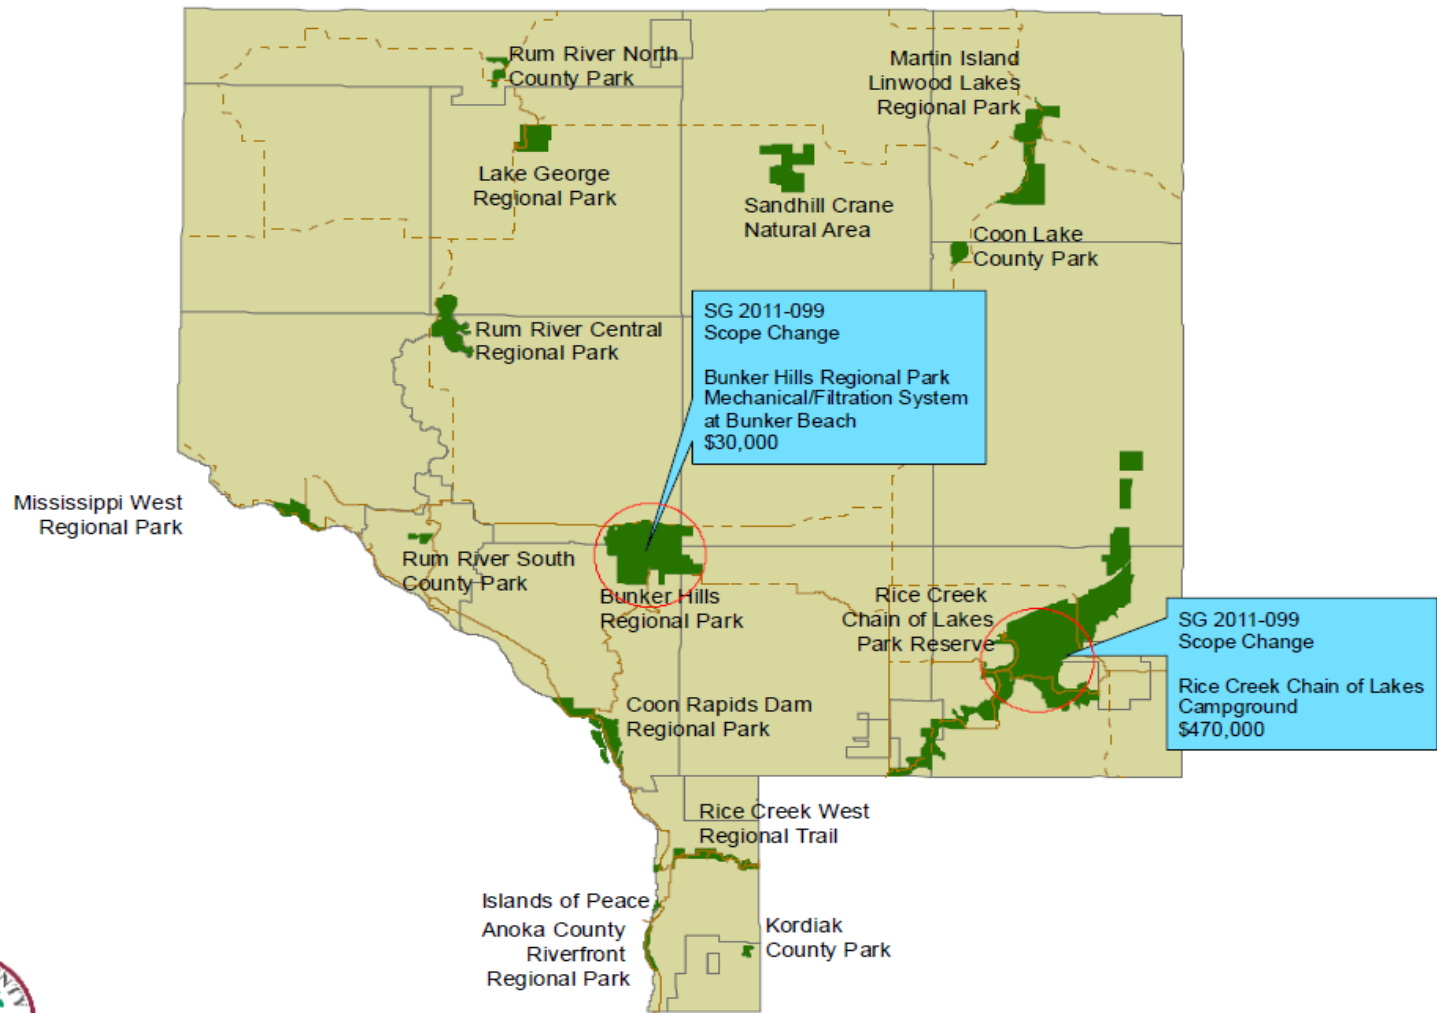 Rum River North
County Park
Martin Island
Linwood Lakes
Regional Park
Lake George
Regional Park
Sandhill Crane
Natural Area
Coon Lake
County Park
SG 2011-099
Scope Change
Bunker Hills Regional Park
Mechanical/Filtration System
at Bunker Beach
$30,000
Rum River Central
Regional Park
Mississippi West
Regional Park
Rum River South
County Park
Bunker Hills
Regional Park
Rice Creek
Chain of Lakes
Park Reserve
SG 2011-099
Scope Change
Rice Creek Chain of Lakes
Campground
$470,000
Coon Rapids Dam
Regional Park
Rice Creek West
Regional Trail
Islands of Peace
Anoka County
Riverfront
Regional Park
Kordiak
County Park